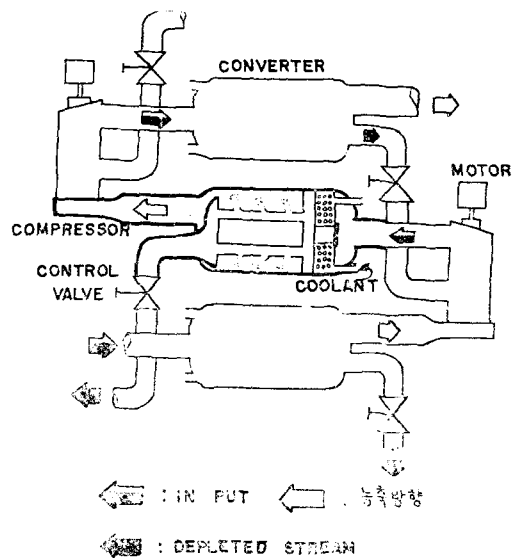 CONVERTER
MOTOR
COMPRESSOR
CONTROL
VALVE
COOLANT
: IN PUT
: 농축방향
: DEPLETED STREAM